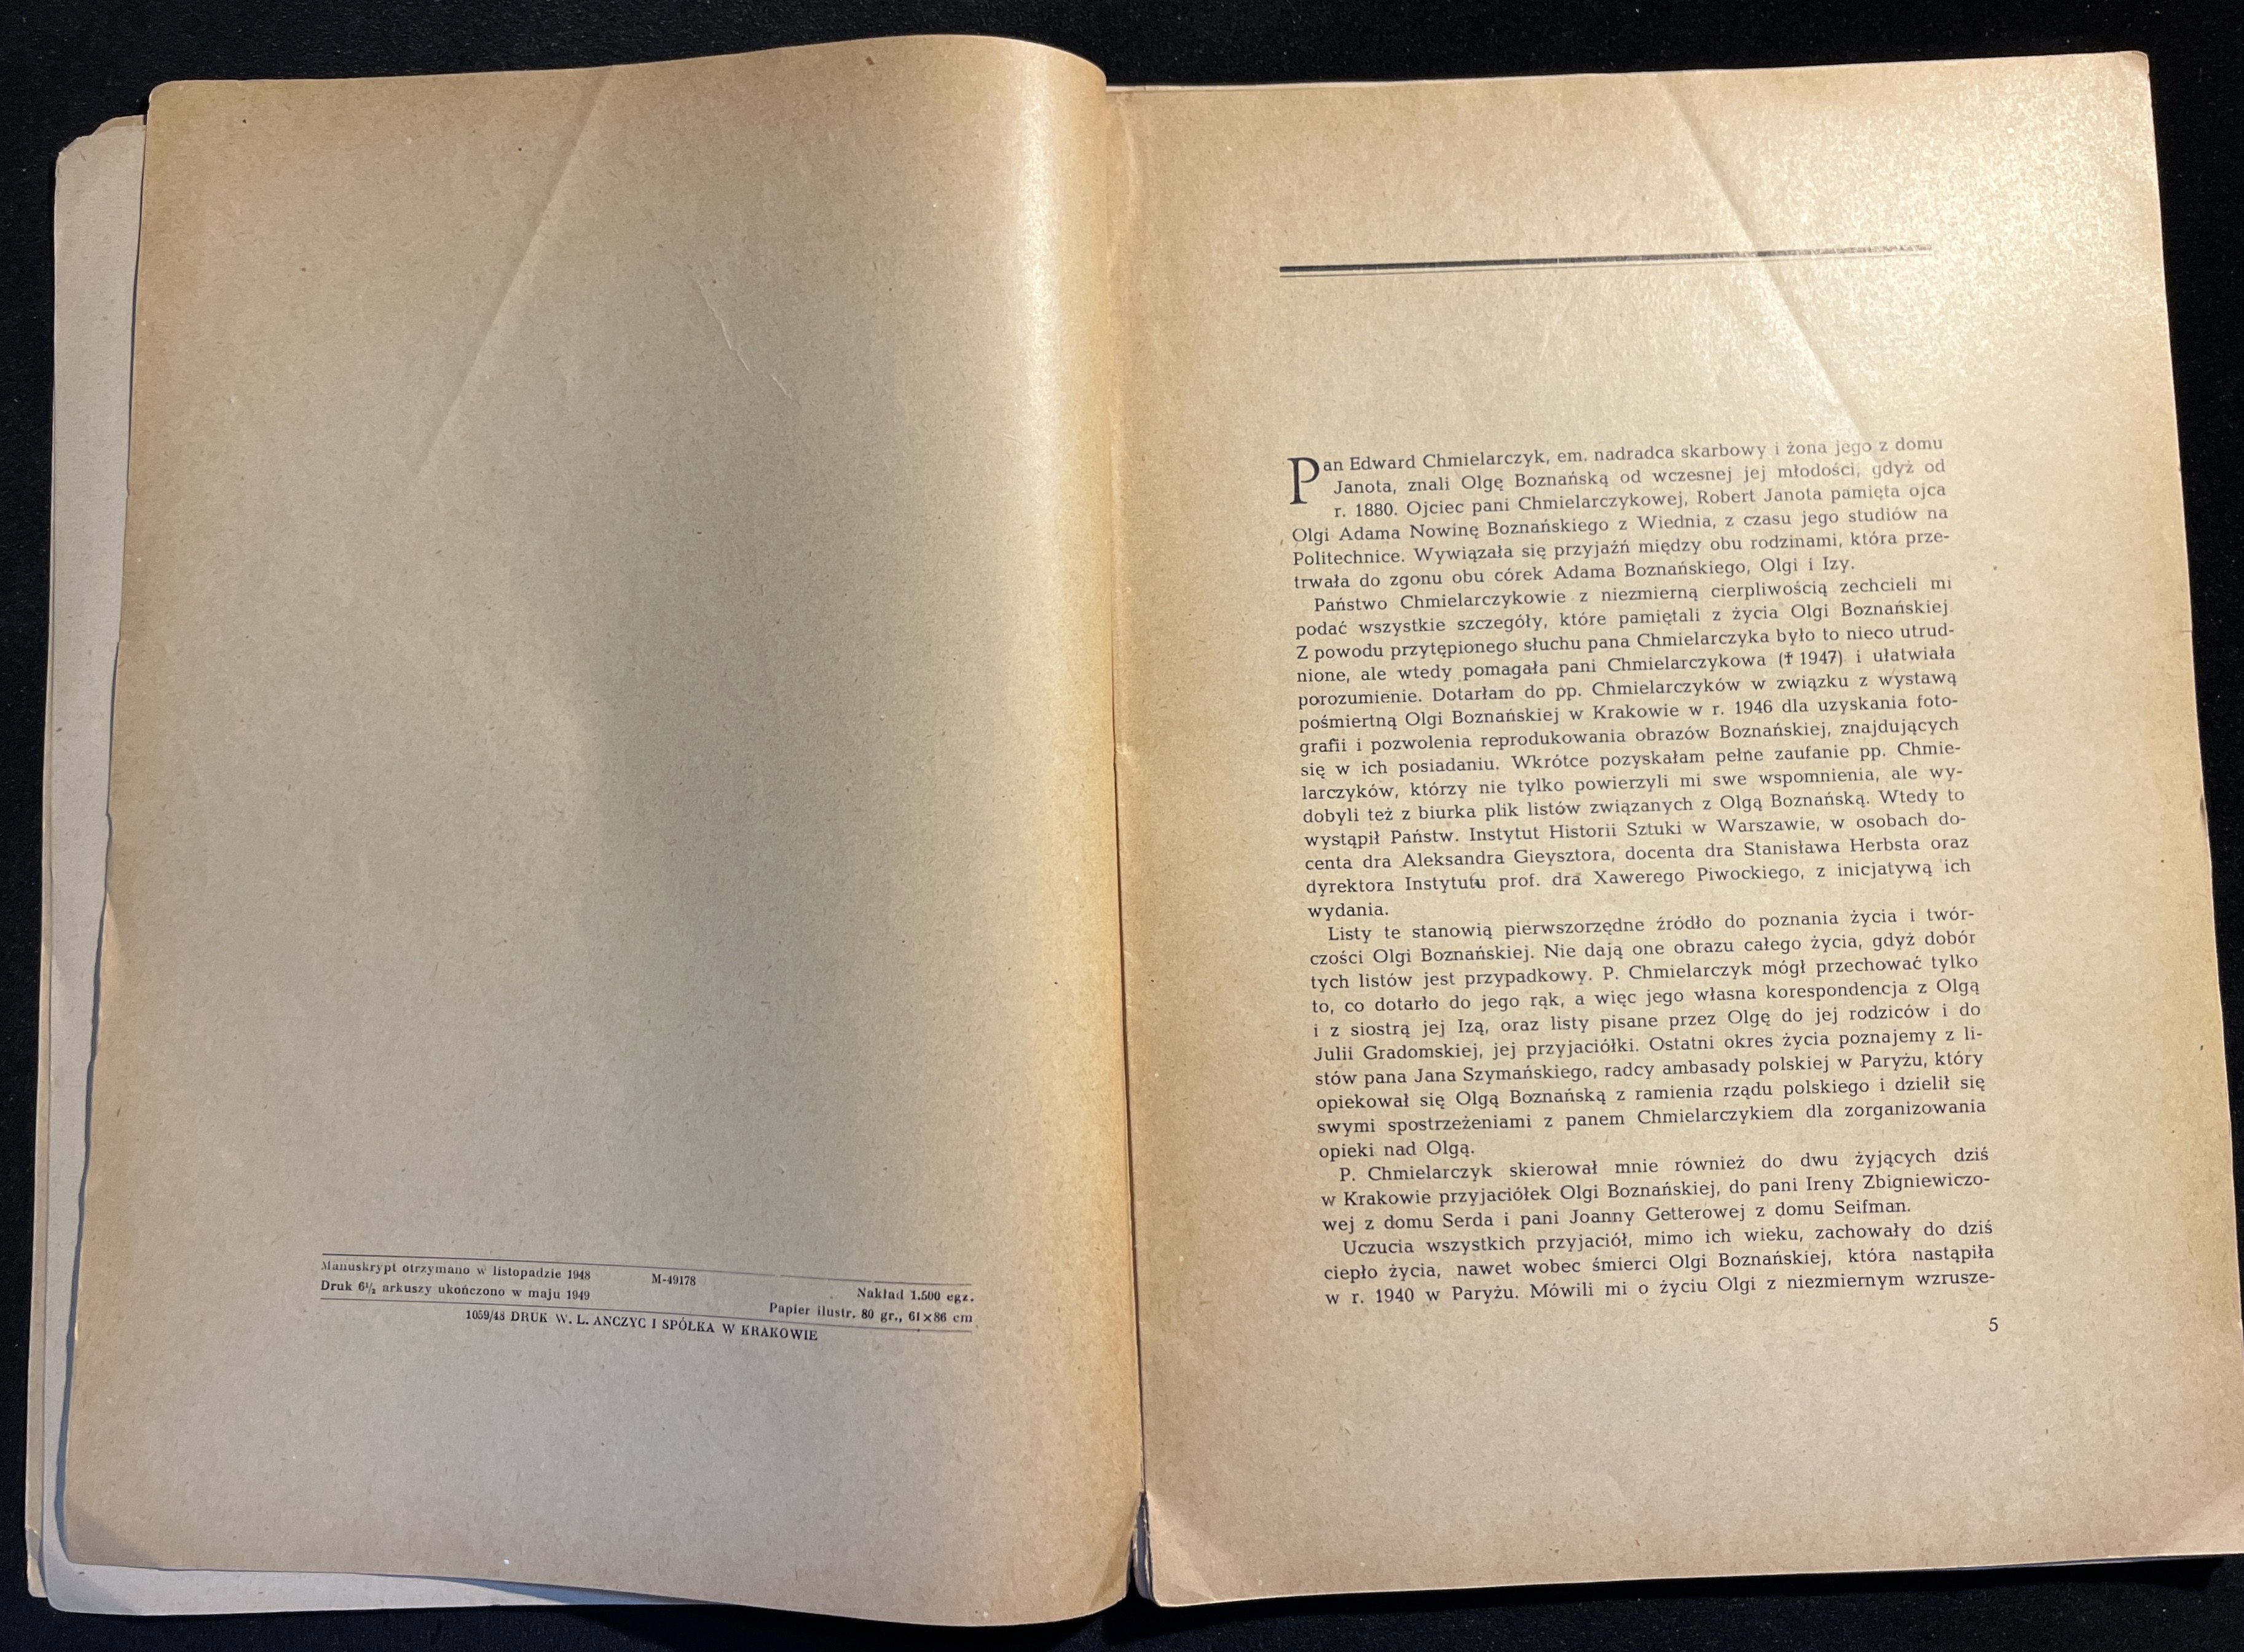 Manuskrypt otrzymano w listopadzie 1948 M-49178 Nakład 1.500 egz.
Druk 6½ arkuszy ukończono w maju 1949 Papier ilustr. 80 gr., 61×86 cm
1059/48 DRUK W. L. ANCZYC I SPÓŁKA W KRAKOWIE
Pan Edward Chmielarczyk, em. nadradca skarbowy i żona jego z domu
Janota, znali Olgę Boznańską od wczesnej jej młodości, gdyż od
r. 1880. Ojciec pani Chmielarczykowej, Robert Janota pamięta ojca
Olgi Adama Nowinę Boznańskiego z Wiednia, z czasu jego studiów na
Politechnice. Wywiązała się przyjaźń między obu rodzinami, która prze-
trwała do zgonu obu córek Adama Boznańskiego, Olgi i Izy.
Państwo Chmielarczykowie z niezmierną cierpliwością zechcieli mi
podać wszystkie szczegóły, które pamiętali z życia Olgi Boznańskiej
Z powodu przytępionego słuchu pana Chmielarczyka było to nieco utrud-
nione, ale wtedy pomagała pani Chmielarczykowa († 1947) i ułatwiała
porozumienie. Dotarłam do pp. Chmielarczyków w związku z wystawą
pośmiertną Olgi Boznańskiej w Krakowie w r. 1946 dla uzyskania foto-
grafii i pozwolenia reprodukowania obrazów Boznańskiej, znajdujących
się w ich posiadaniu. Wkrótce pozyskałam pełne zaufanie pp. Chmie-
larczyków, którzy nie tylko powierzyli mi swe wspomnienia, ale wy-
dobyli też z biurka plik listów związanych z Olgą Boznańską. Wtedy to
wystąpił Państw. Instytut Historii Sztuki w Warszawie, w osobach do-
centa dra Aleksandra Gieysztora, docenta dra Stanisława Herbsta oraz
dyrektora Instytutu prof. dra Xawerego Piwockiego, z inicjatywą ich
wydania.
Listy te stanowią pierwszorzędne źródło do poznania życia i twór-
czości Olgi Boznańskiej. Nie dają one obrazu całego życia, gdyż dobór
tych listów jest przypadkowy. P. Chmielarczyk mógł przechować tylko
to, co dotarło do jego rąk, a więc jego własna korespondencja z Olgą
i z siostrą jej Izą, oraz listy pisane przez Olgę do jej rodziców i do
Julii Gradomskiej, jej przyjaciółki. Ostatni okres życia poznajemy z li-
stów pana Jana Szymańskiego, radcy ambasady polskiej w Paryżu, który
opiekował się Olgą Boznańską z ramienia rządu polskiego i dzielił się
swymi spostrzeżeniami z panem Chmielarczykiem dla zorganizowania
opieki nad Olgą.
P. Chmielarczyk skierował mnie również do dwu żyjących dziś
w Krakowie przyjaciółek Olgi Boznańskiej, do pani Ireny Zbigniewiczo-
wej z domu Serda i pani Joanny Getterowej z domu Seifman.
Uczucia wszystkich przyjaciół, mimo ich wieku, zachowały do dziś
ciepło życia, nawet wobec śmierci Olgi Boznańskiej, która nastąpiła
w r. 1940 w Paryżu. Mówili mi o życiu Olgi z niezmiernym wzrusze-
5